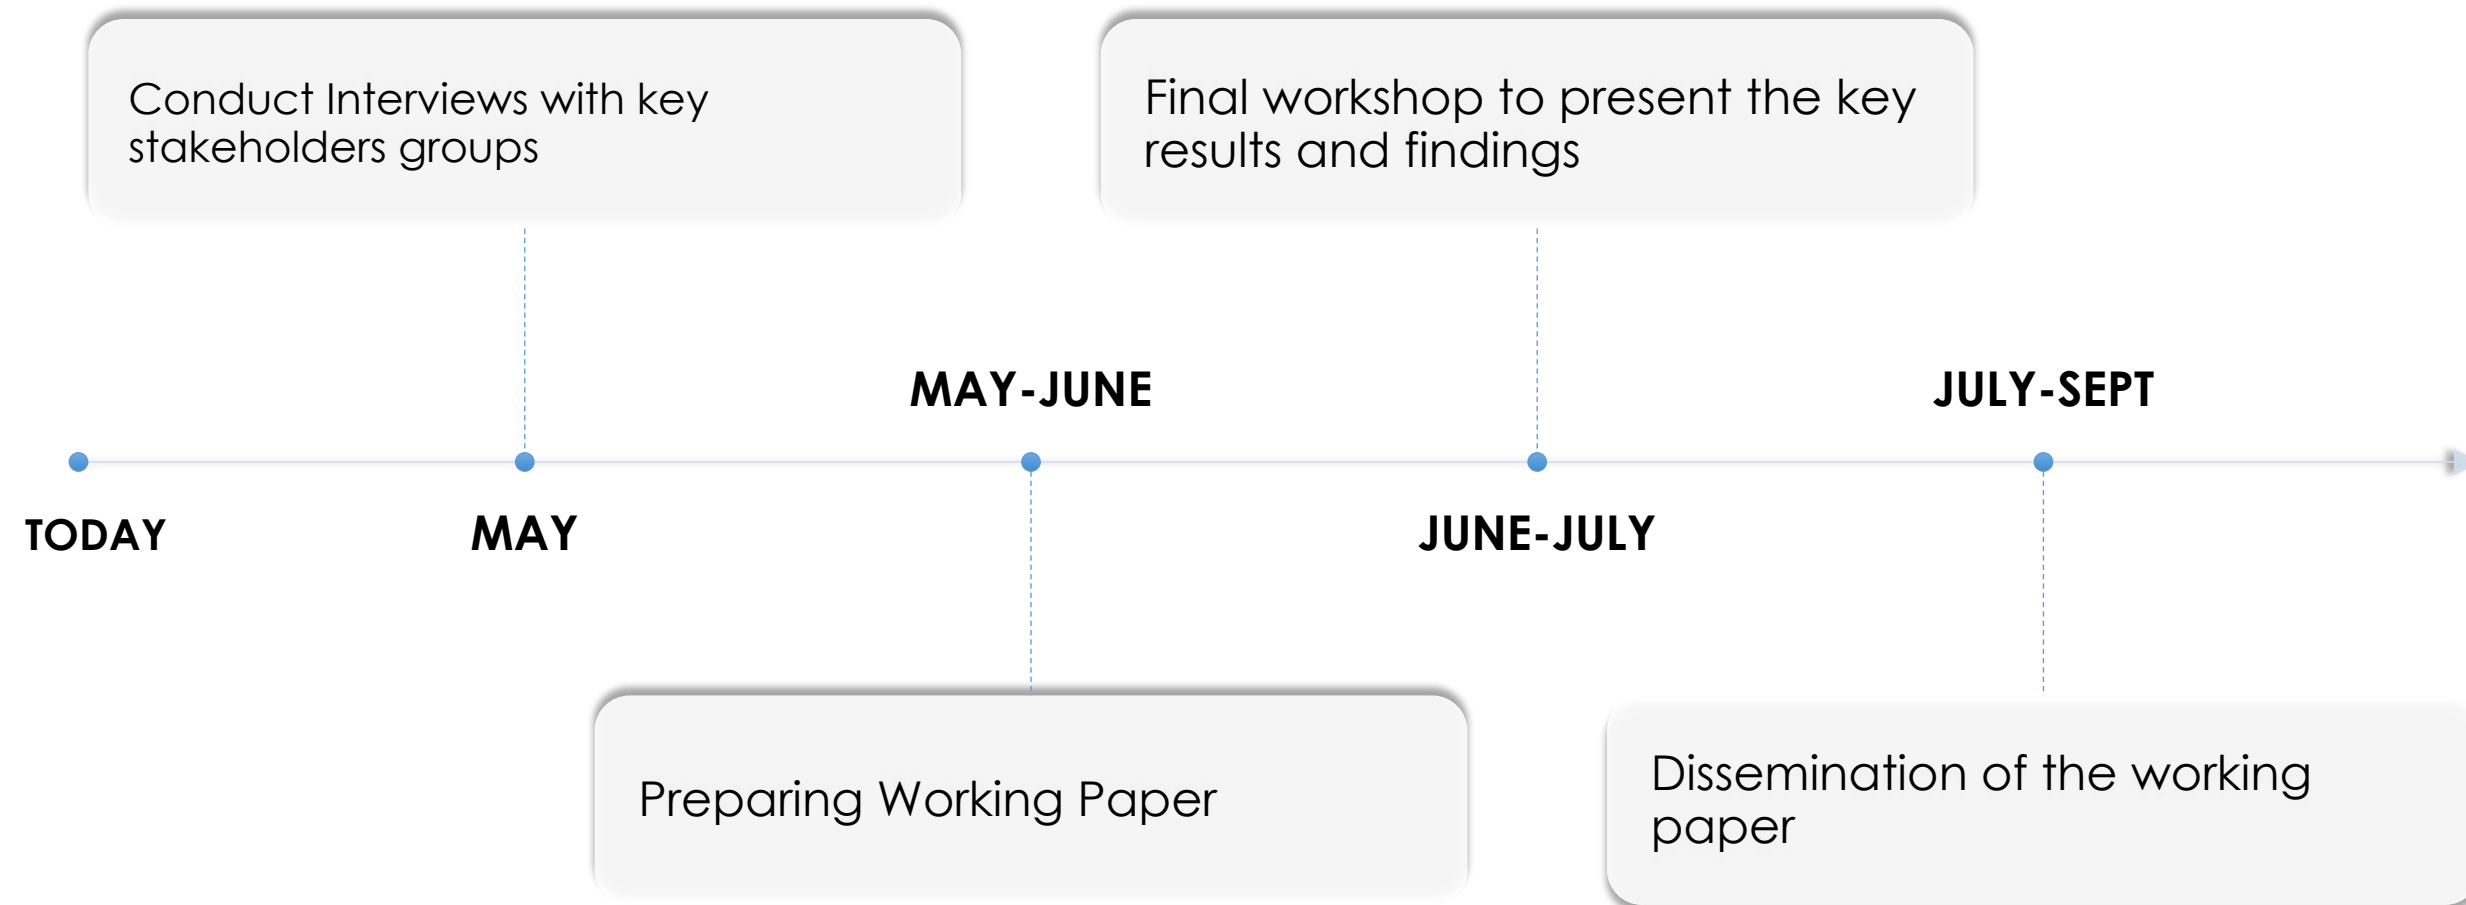 Conduct Interviews with key
stakeholders groups
Final workshop to present the key
results and findings
MAY-JUNE
JULY-SEPT
TODAY
MAY
JUNE-JULY
Preparing Working Paper
Dissemination of the working
paper